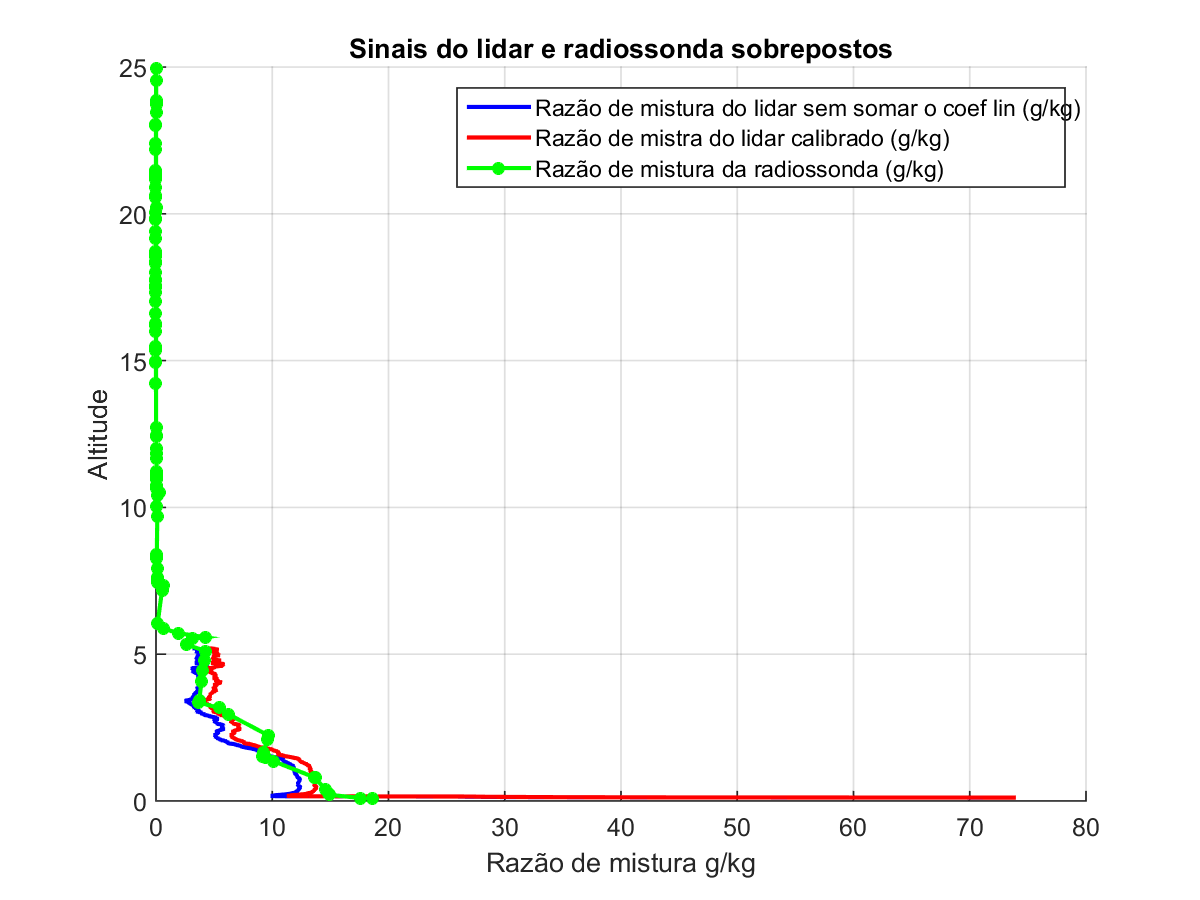 Sinais do lidar e radiossonda sobrepostos
25
Razão de mistura do lidar sem somar o coef lin (g/kg)
Razão de mistra do lidar calibrado (g/kg)
Razão de mistura da radiossonda (g/kg)
20
15
Altitude
10
5
0
0 10 20 30 40 50 60 70 80
Razão de mistura g/kg